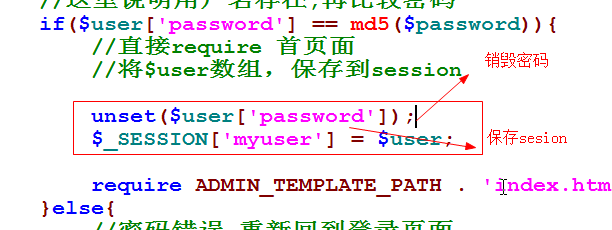 //这里说明用户名存在,再比较密码
if($user['password'] == md5($password)){
//直接require 首页面
//将$user数组，保存到session
销毁密码
unset($user['password']);
$_SESSION['myuser'] = $user;
保存sesion
require ADMIN_TEMPLATE_PATH . 'index.htm
}else{
//密码错误 重新回到登录页面